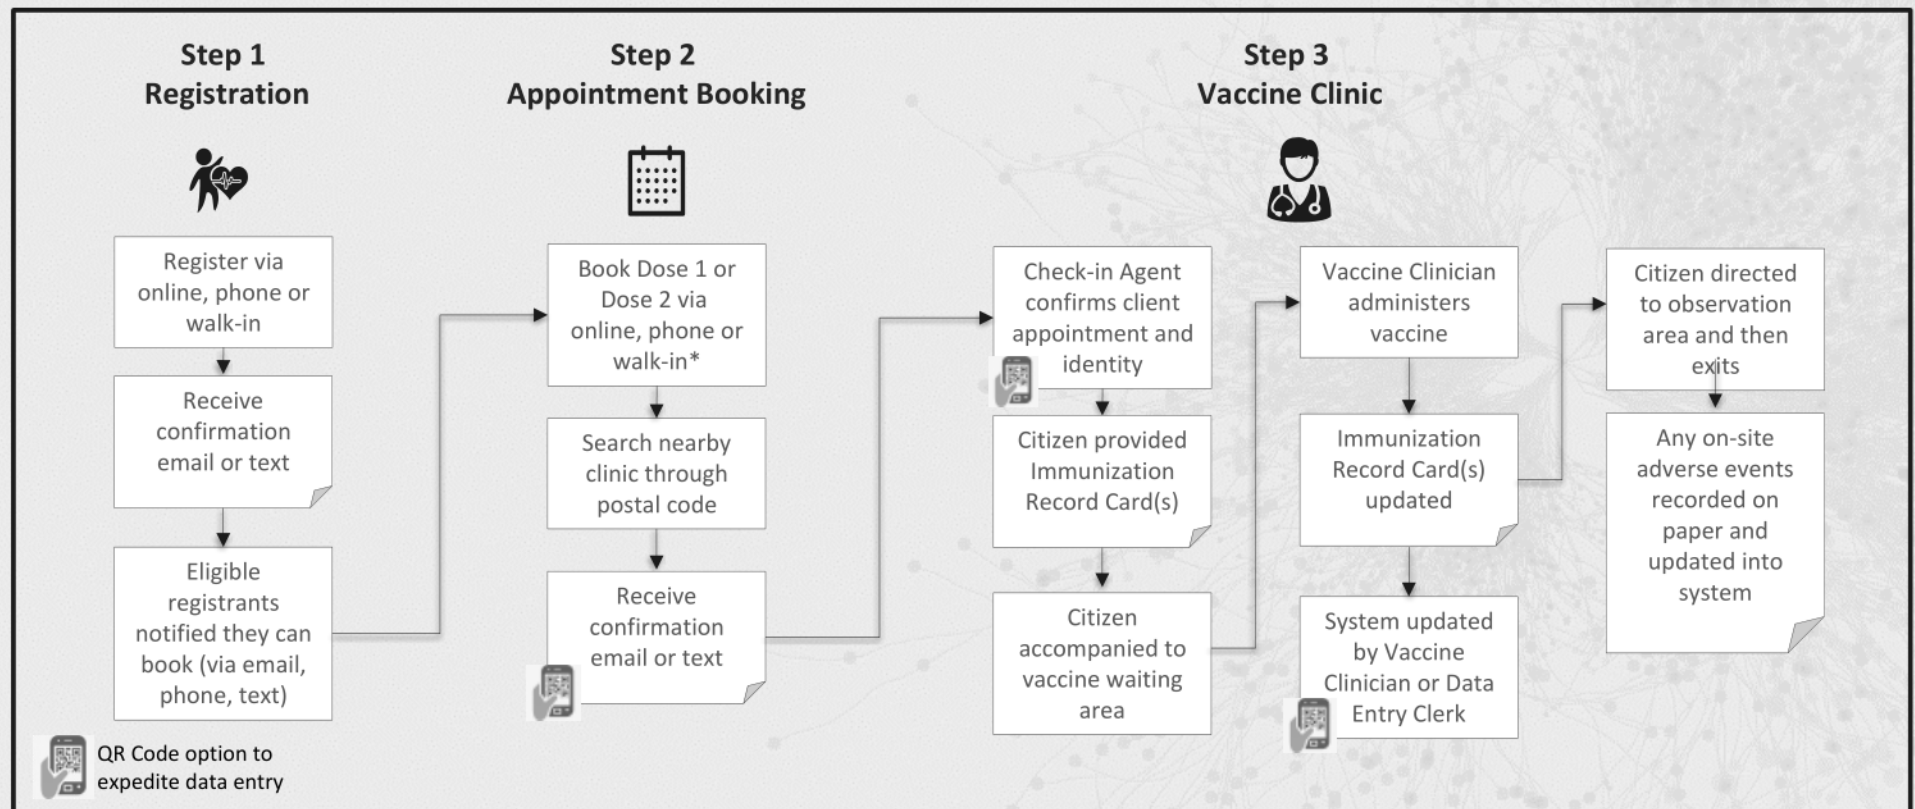 Step 1
Registration
Register via
online, phone or
walk-in
Receive
confirmation
email or text
Eligible
registrants
notified they can
book (via email,
phone, text)
QR Code option to
expedite data entry
Step 2
Appointment Booking
Book Dose 1 or
Dose 2 via
online, phone or
walk-in*
Search nearby
clinic through
postal code
Receive
confirmation
email or text
Step 3
Vaccine Clinic
Check-in Agent
confirms client
appointment and
identity
Citizen provided
Immunization
Record Card(s)
Citizen
accompanied to
vaccine waiting
area
Vaccine Clinician
administers
vaccine
Immunization
Record Card(s)
updated
System updated
by Vaccine
Clinician or Data
Entry Clerk
Citizen directed
to observation
area and then
exits
Any on-site
adverse events
recorded on
paper and
updated into
system